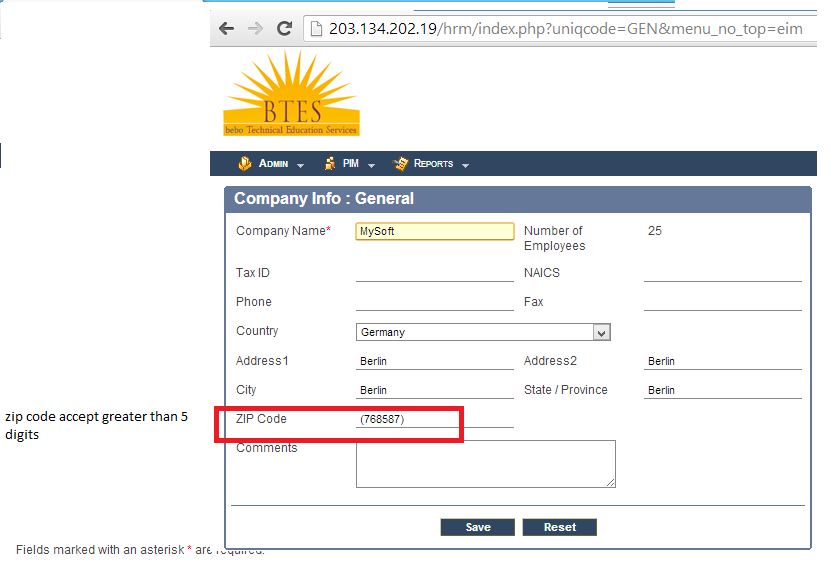 203.134.202.19/hrm/index.php?uniqcode=GEN&menu_no_top=eim
BTES
bebo Technical Education Services
ADMIN PIM REPORTS
Company Info : General
Company Name* MySoft Number of Employees 25
Tax ID NAICS
Phone Fax
Country Germany
Address1 Berlin Address2 Berlin
City Berlin State / Province Berlin
zip code accept greater than 5
digits
ZIP Code (768587)
Comments
Save Reset
Fields marked with an asterisk * are required.